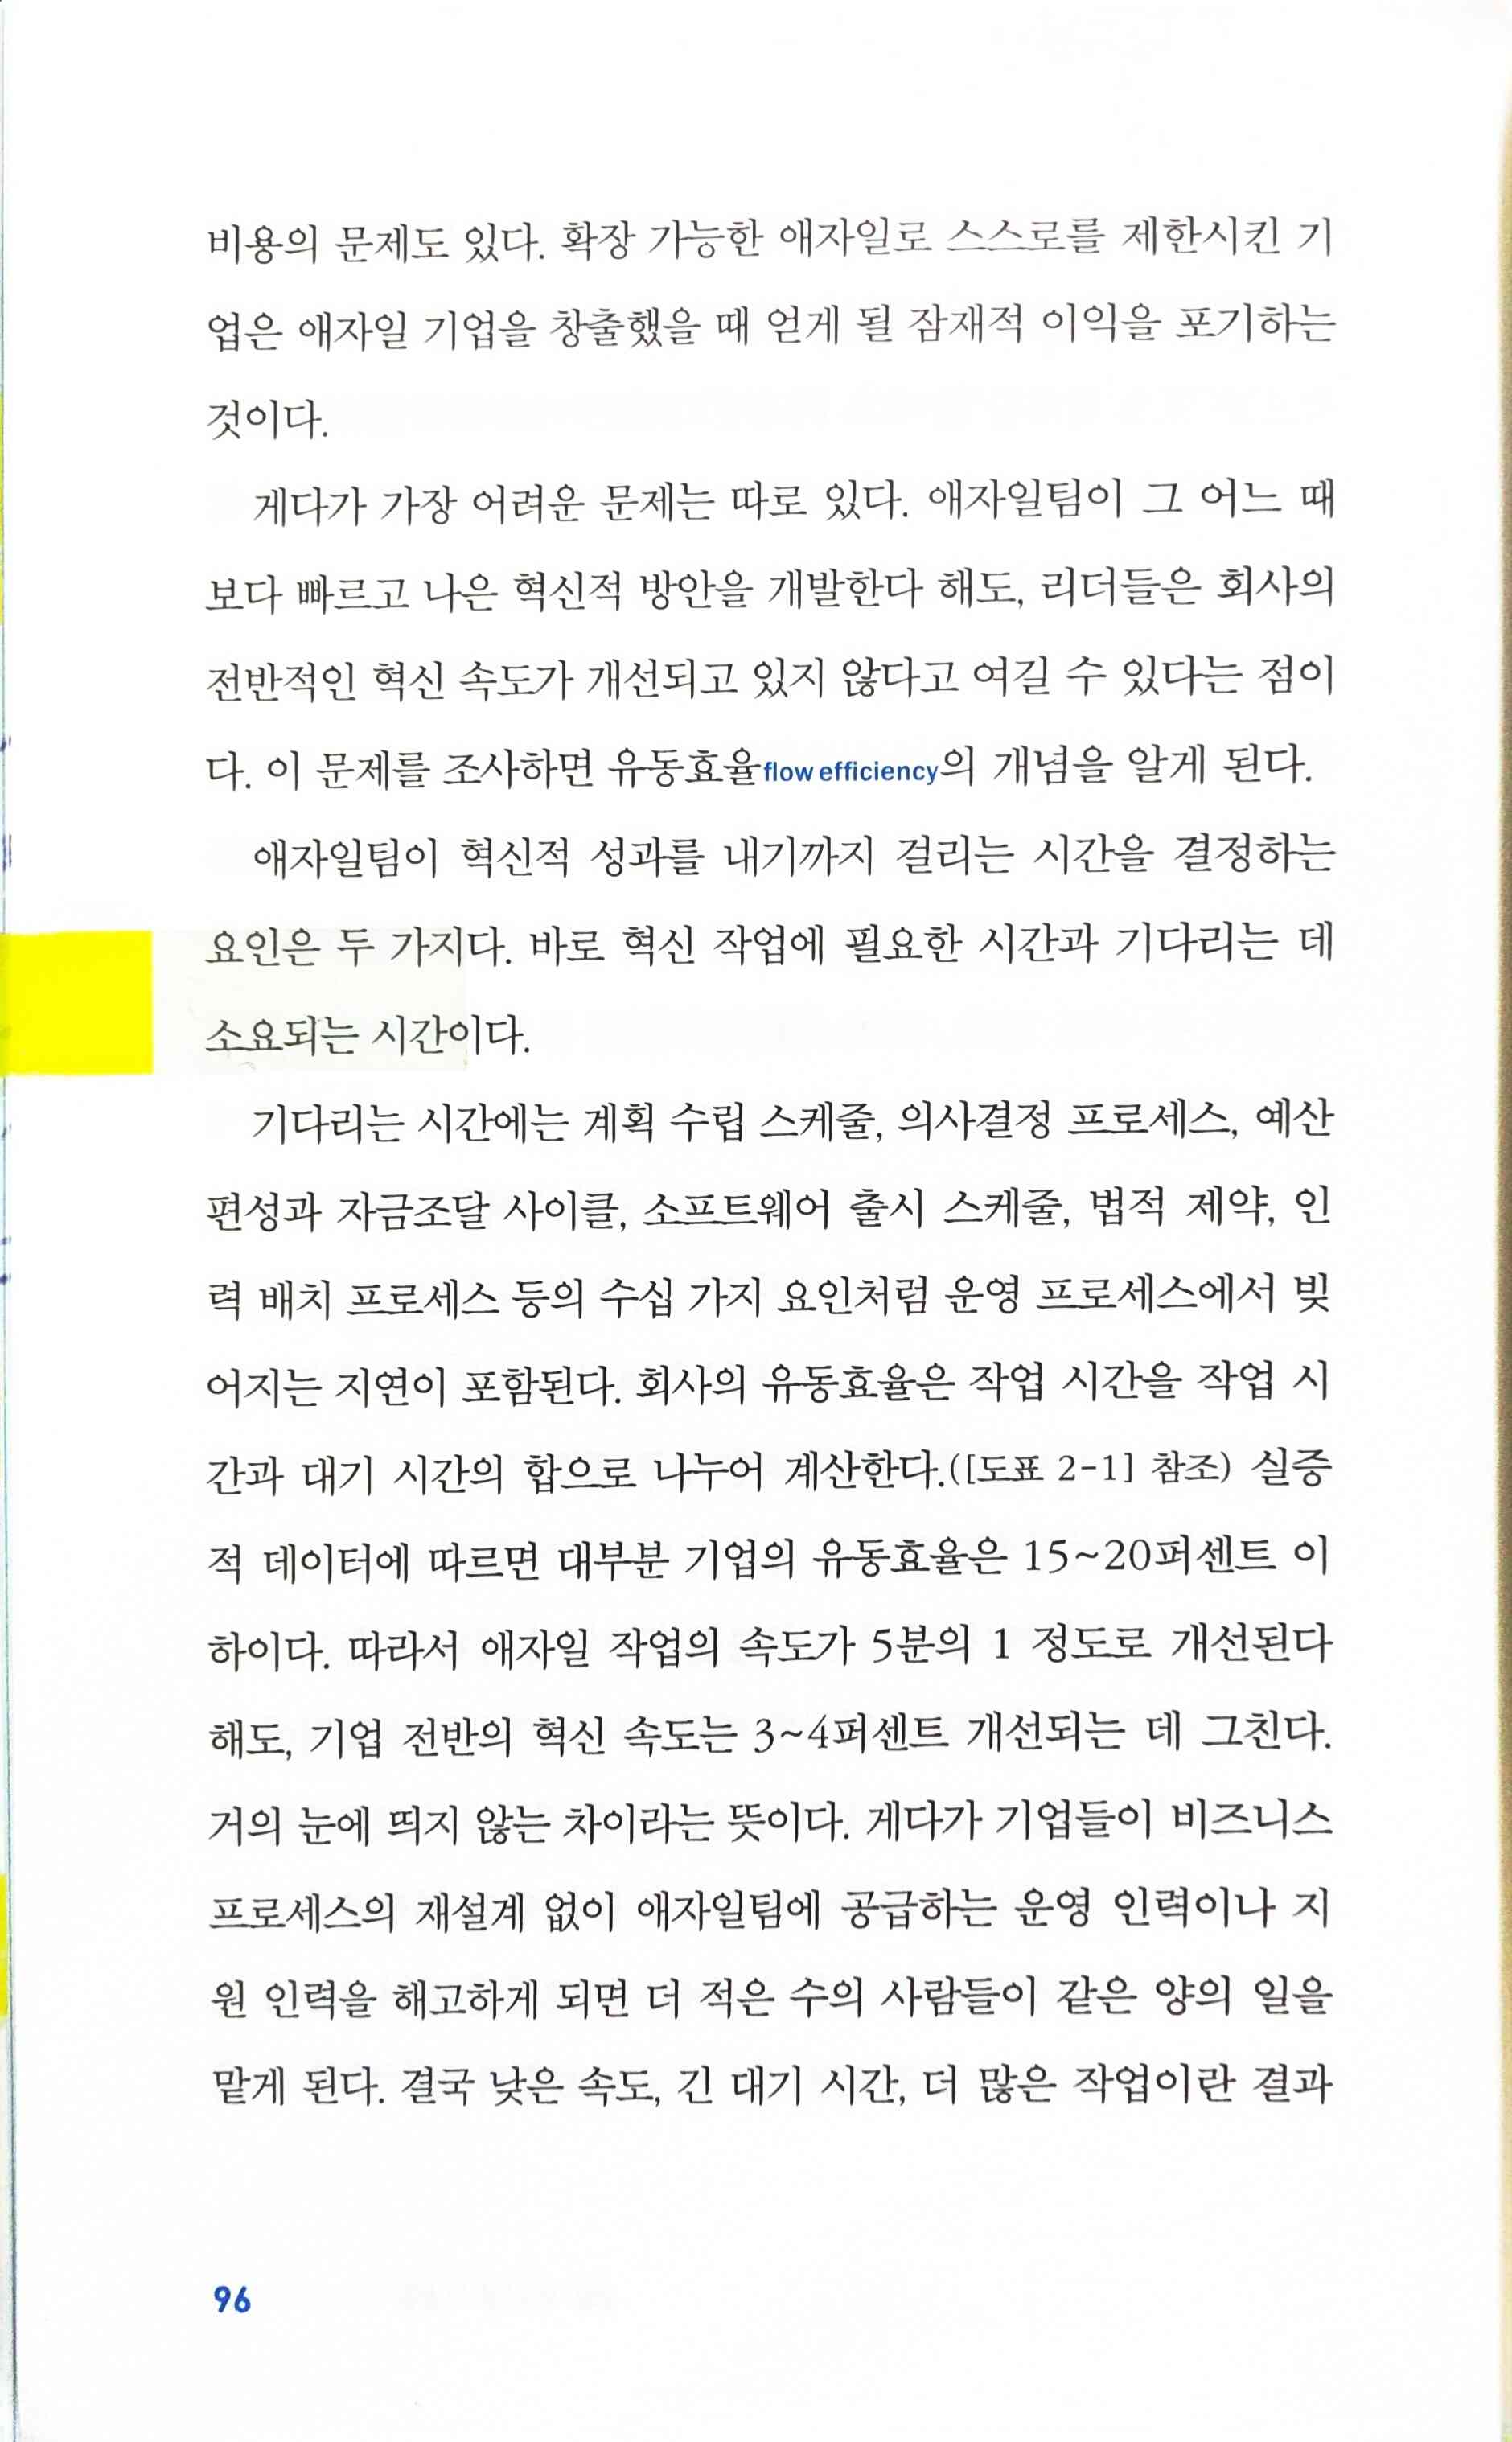 비용의 문제도 있다. 확장 가능한 애자일로 스스로를 제한시킨 기
업은 애자일 기업을 창출했을 때 얻게 될 잠재적 이익을 포기하는
것이다.
게다가 가장 어려운 문제는 따로 있다. 애자일팀이 그 어느 때
보다 빠르고 나은 혁신적 방안을 개발한다 해도, 리더들은 회사의
전반적인 혁신 속도가 개선되고 있지 않다고 여길 수 있다는 점이
다. 이 문제를 조사하면 유동효율flow efficiency의 개념을 알게 된다.
애자일팀이 혁신적 성과를 내기까지 걸리는 시간을 결정하는
요인은 두 가지다. 바로 혁신 작업에 필요한 시간과 기다리는 데
소요되는 시간이다.
기다리는 시간에는 계획 수립 스케줄, 의사결정 프로세스, 예산
편성과 자금조달 사이클, 소프트웨어 출시 스케줄, 법적 제약, 인
력 배치 프로세스 등의 수십 가지 요인처럼 운영 프로세스에서 빚
어지는 지연이 포함된다. 회사의 유동효율은 작업 시간을 작업 시
간과 대기 시간의 합으로 나누어 계산한다.([도표 2-1] 참조) 실증
적 데이터에 따르면 대부분 기업의 유동효율은 15~20퍼센트 이
하이다. 따라서 애자일 작업의 속도가 5분의 1 정도로 개선된다
해도, 기업 전반의 혁신 속도는 3~4퍼센트 개선되는 데 그친다.
거의 눈에 띄지 않는 차이라는 뜻이다. 게다가 기업들이 비즈니스
프로세스의 재설계 없이 애자일팀에 공급하는 운영 인력이나 지
원 인력을 해고하게 되면 더 적은 수의 사람들이 같은 양의 일을
맡게 된다. 결국 낮은 속도, 긴 대기 시간, 더 많은 작업이란 결과
96